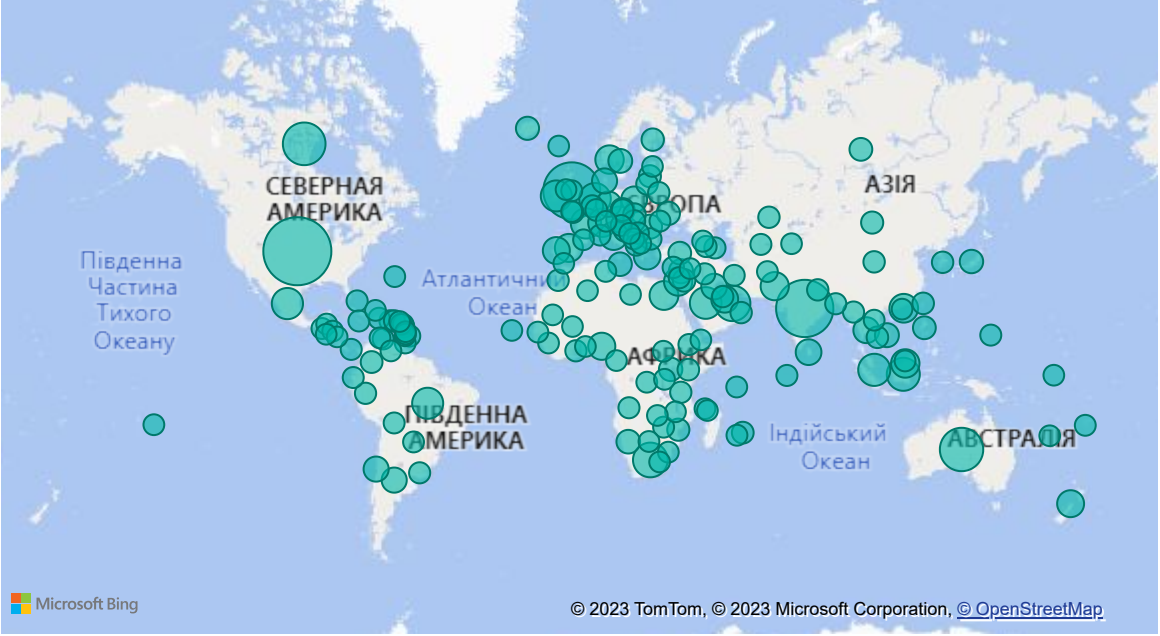 СЕВЕРНАЯ
АМЕРИКА
АЗІЯ
ЄВРОПА
Південна
Частина
Тихого
Океану
Атлантичний
Океан
АФРИКА
ПІВДЕННА
АМЕРИКА
Індійський
Океан
АВСТРАЛІЯ
Microsoft Bing
© 2023 TomTom, © 2023 Microsoft Corporation, © OpenStreetMap